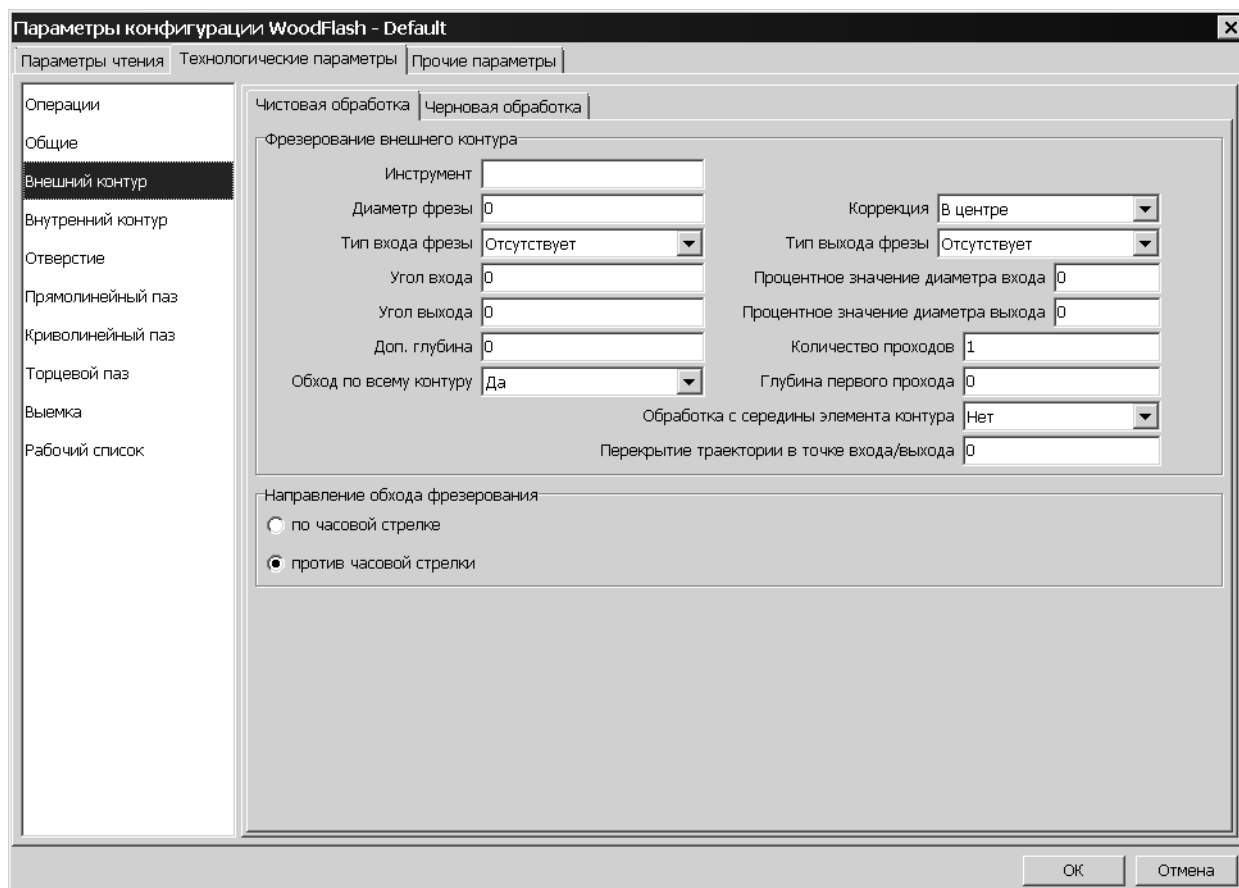 Параметры конфигурации WoodFlash - Default
Параметры чтения Технологические параметры Прочие параметры
Операции
Общие
Внешний контур
Внутренний контур
Отверстие
Прямолинейный паз
Криволинейный паз
Торцевой паз
Выемка
Рабочий список
Чистовая обработка Черновая обработка
Фрезерование внешнего контура
Инструмент
Диаметр фрезы 0 Коррекция В центре
Тип входа фрезы Отсутствует Тип выхода фрезы Отсутствует
Угол входа 0 Процентное значение диаметра входа 0
Угол выхода 0 Процентное значение диаметра выхода 0
Доп. глубина 0 Количество проходов 1
Обход по всему контуру Да Глубина первого прохода 0
Обработка с середины элемента контура Нет
Перекрытие траектории в точке входа/выхода 0
Направление обхода фрезерования
по часовой стрелке
против часовой стрелки
ОК Отмена